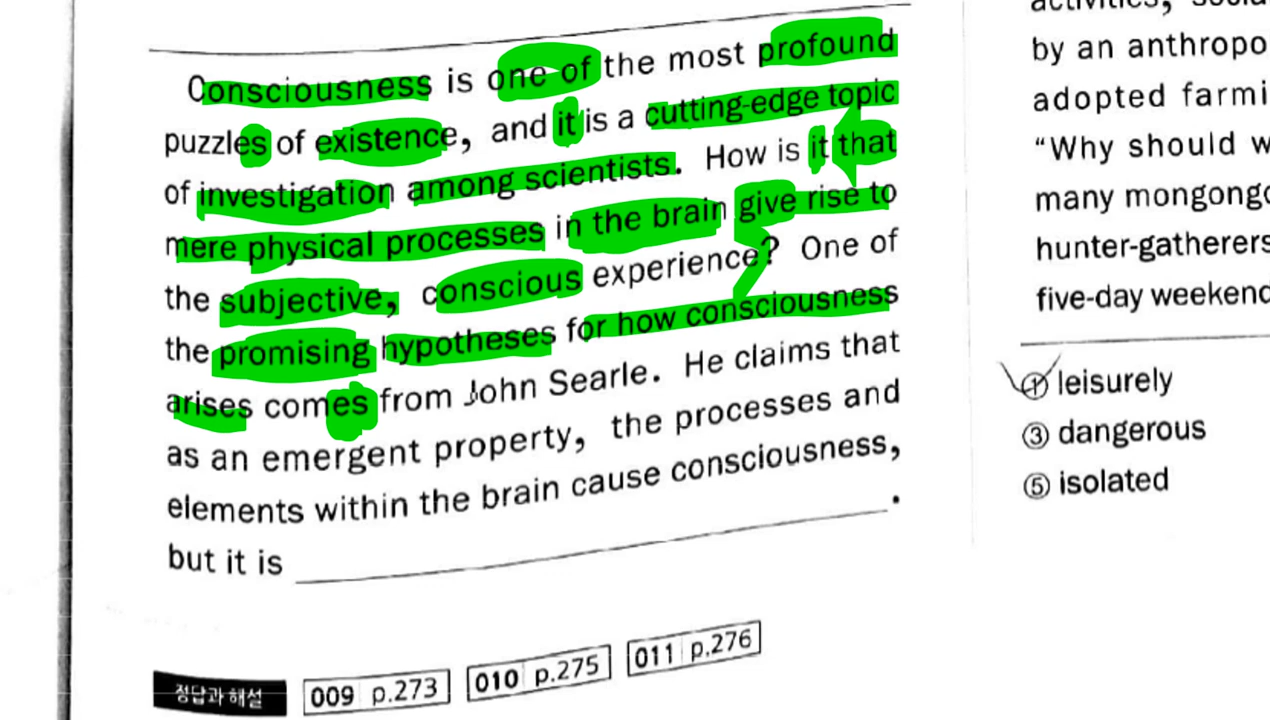 Consciousness is one of the most profound
puzzles of existence, and it is a cutting-edge topic
of investigation among scientists. How is it that
mere physical processes in the brain give rise to
the subjective, conscious experience? One of
the promising hypotheses for how consciousness
arises comes from John Searle. He claims that
as an emergent property, the processes and
elements within the brain cause consciousness,
but it is .
정답과 해설 009 p.273 010 p.275 011 p.276
by an anthropo
adopted farmi
“Why should w
many mongongo
hunter-gatherers
five-day weekend
① leisurely
③ dangerous
⑤ isolated